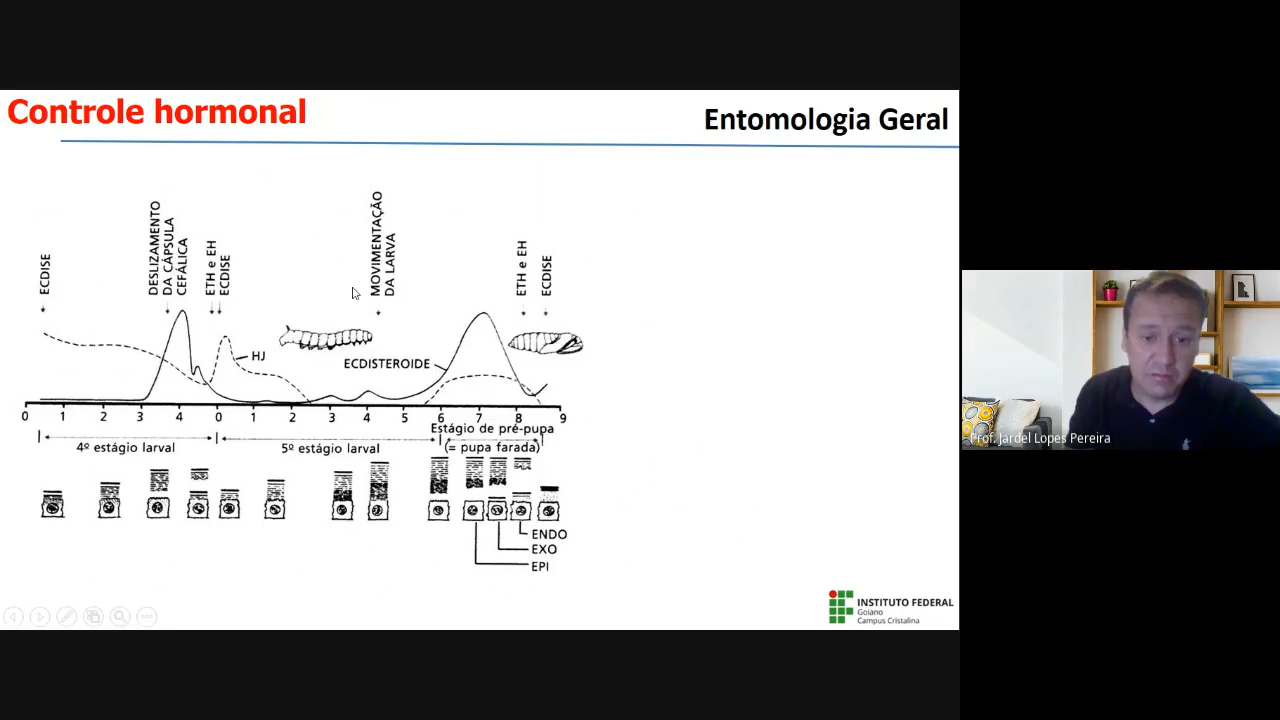 Controle hormonal
Entomologia Geral
ECDISE
DESLIZAMENTO
DA CÁPSULA
CEFÁLICA
ETH e EH
ECDISE
MOVIMENTAÇÃO
DA LARVA
ETH e EH
ECDISE
HJ
ECDISTEROIDE
0 1 2 3 4 0 1 2 3 4 5 6 7 8 9
4º estágio larval
5º estágio larval
Estágio de pré-pupa
(= pupa farada)
ENDO
EXO
EPI
INSTITUTO FEDERAL
Goiano
Campus Cristalina
Prof. Jardel Lopes Pereira